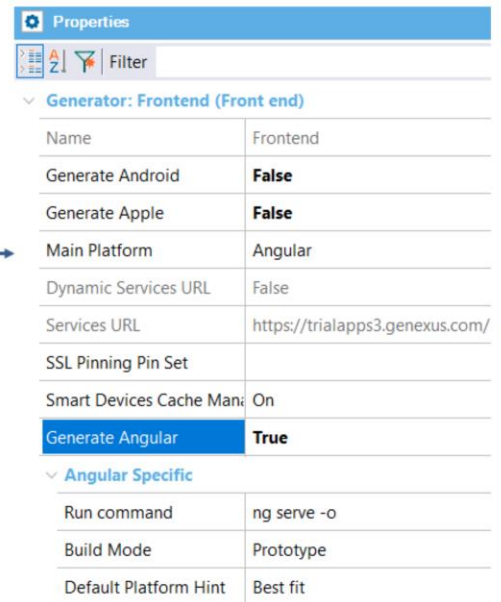 Properties
Filter
Generator: Frontend (Front end)
Name Frontend
Generate Android False
Generate Apple False
Main Platform Angular
Dynamic Services URL False
Services URL https://trialapps3.genexus.com/
SSL Pinning Pin Set
Smart Devices Cache Mana On
Generate Angular True
Angular Specific
Run command ng serve -o
Build Mode Prototype
Default Platform Hint Best fit